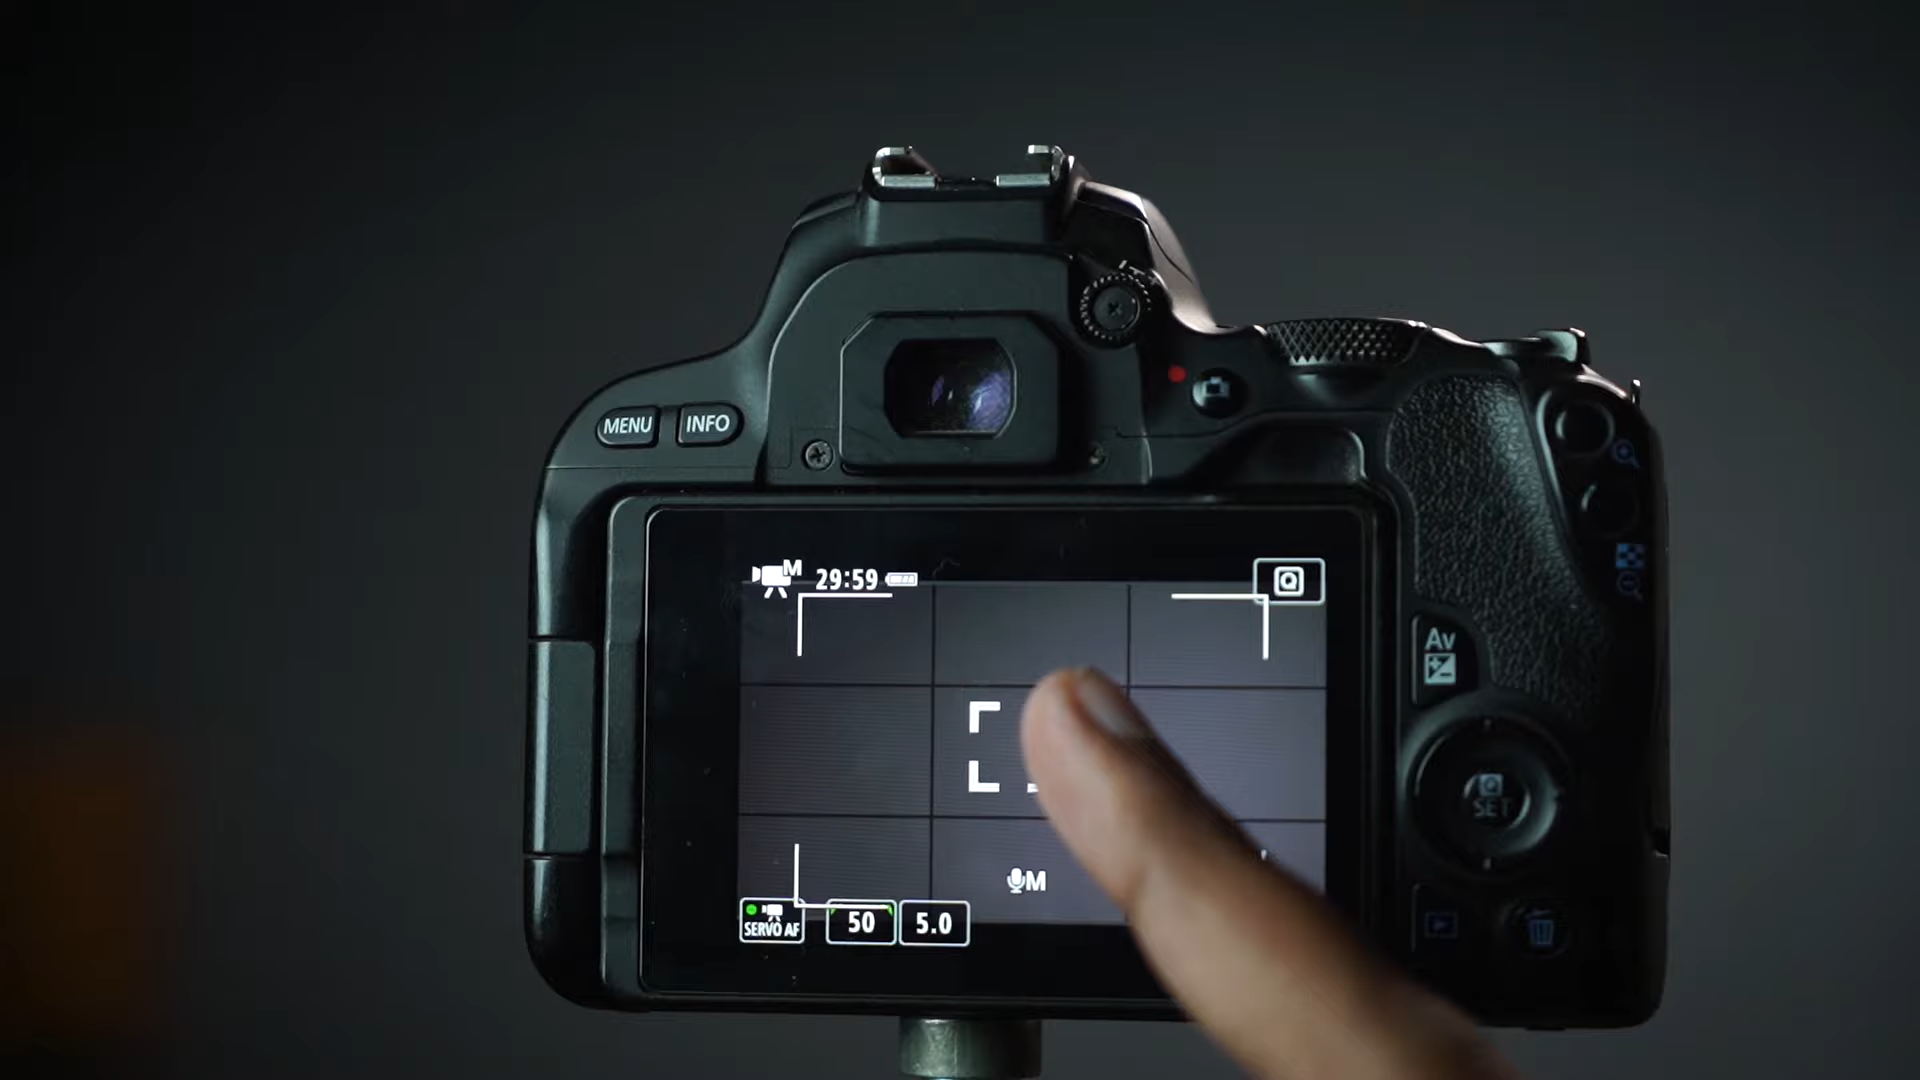 MENU INFO
M 29:59 Q
Av
Q
SET
M
SERVO AF 50 5.0